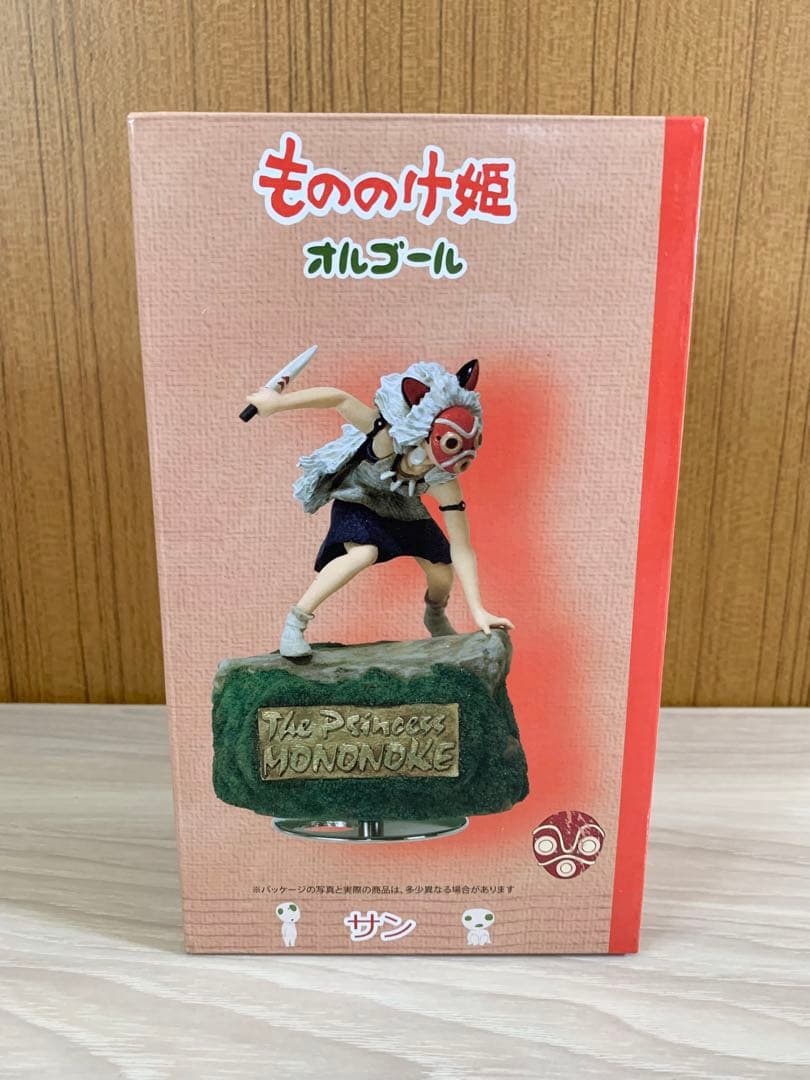 もののけ姫
オルゴール
The Psincess
MONONOKE
※パッケージの写真と実際の商品は、多少異なる場合があります
サン